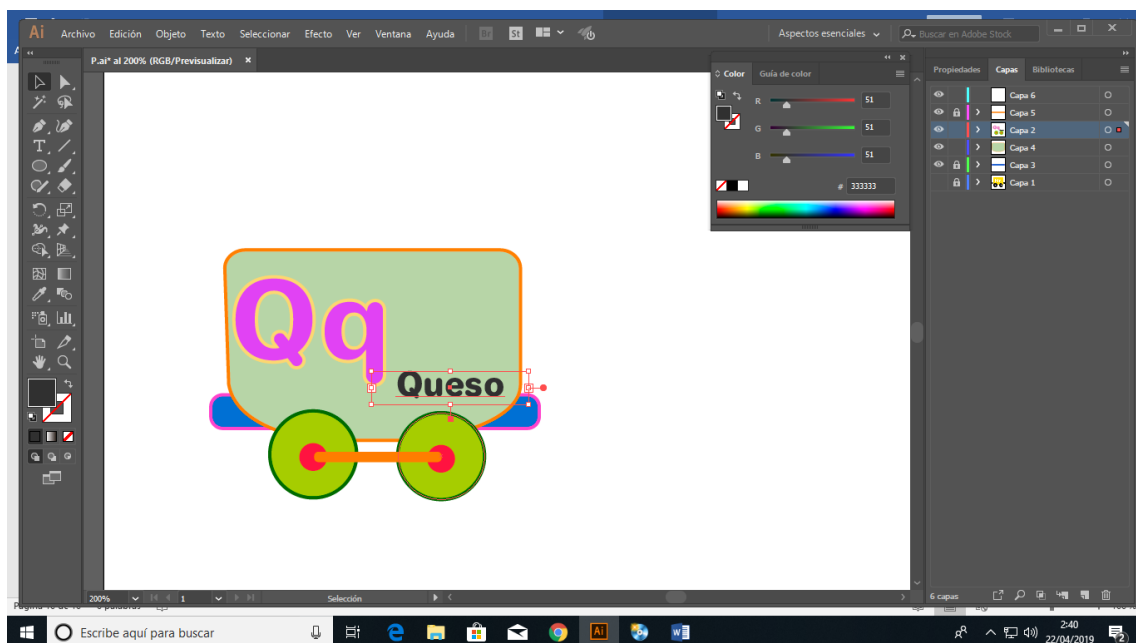 Ai Archivo Edición Objeto Texto Seleccionar Efecto Ver Ventana Ayuda Br St Aspectos esenciales Buscar en Adobe Stock
P.ai* al 200% (RGB/Previsualizar) ×
Color Guía de color
R 51
G 51
B 51
# 333333
Propiedades Capas Bibliotecas
Capa 6
Capa 5
Capa 2
Capa 4
Capa 3
Capa 1
Qq
Queso
200% 1 Selección
6 capas
Escribe aquí para buscar
Ai
2:40
22/04/2019